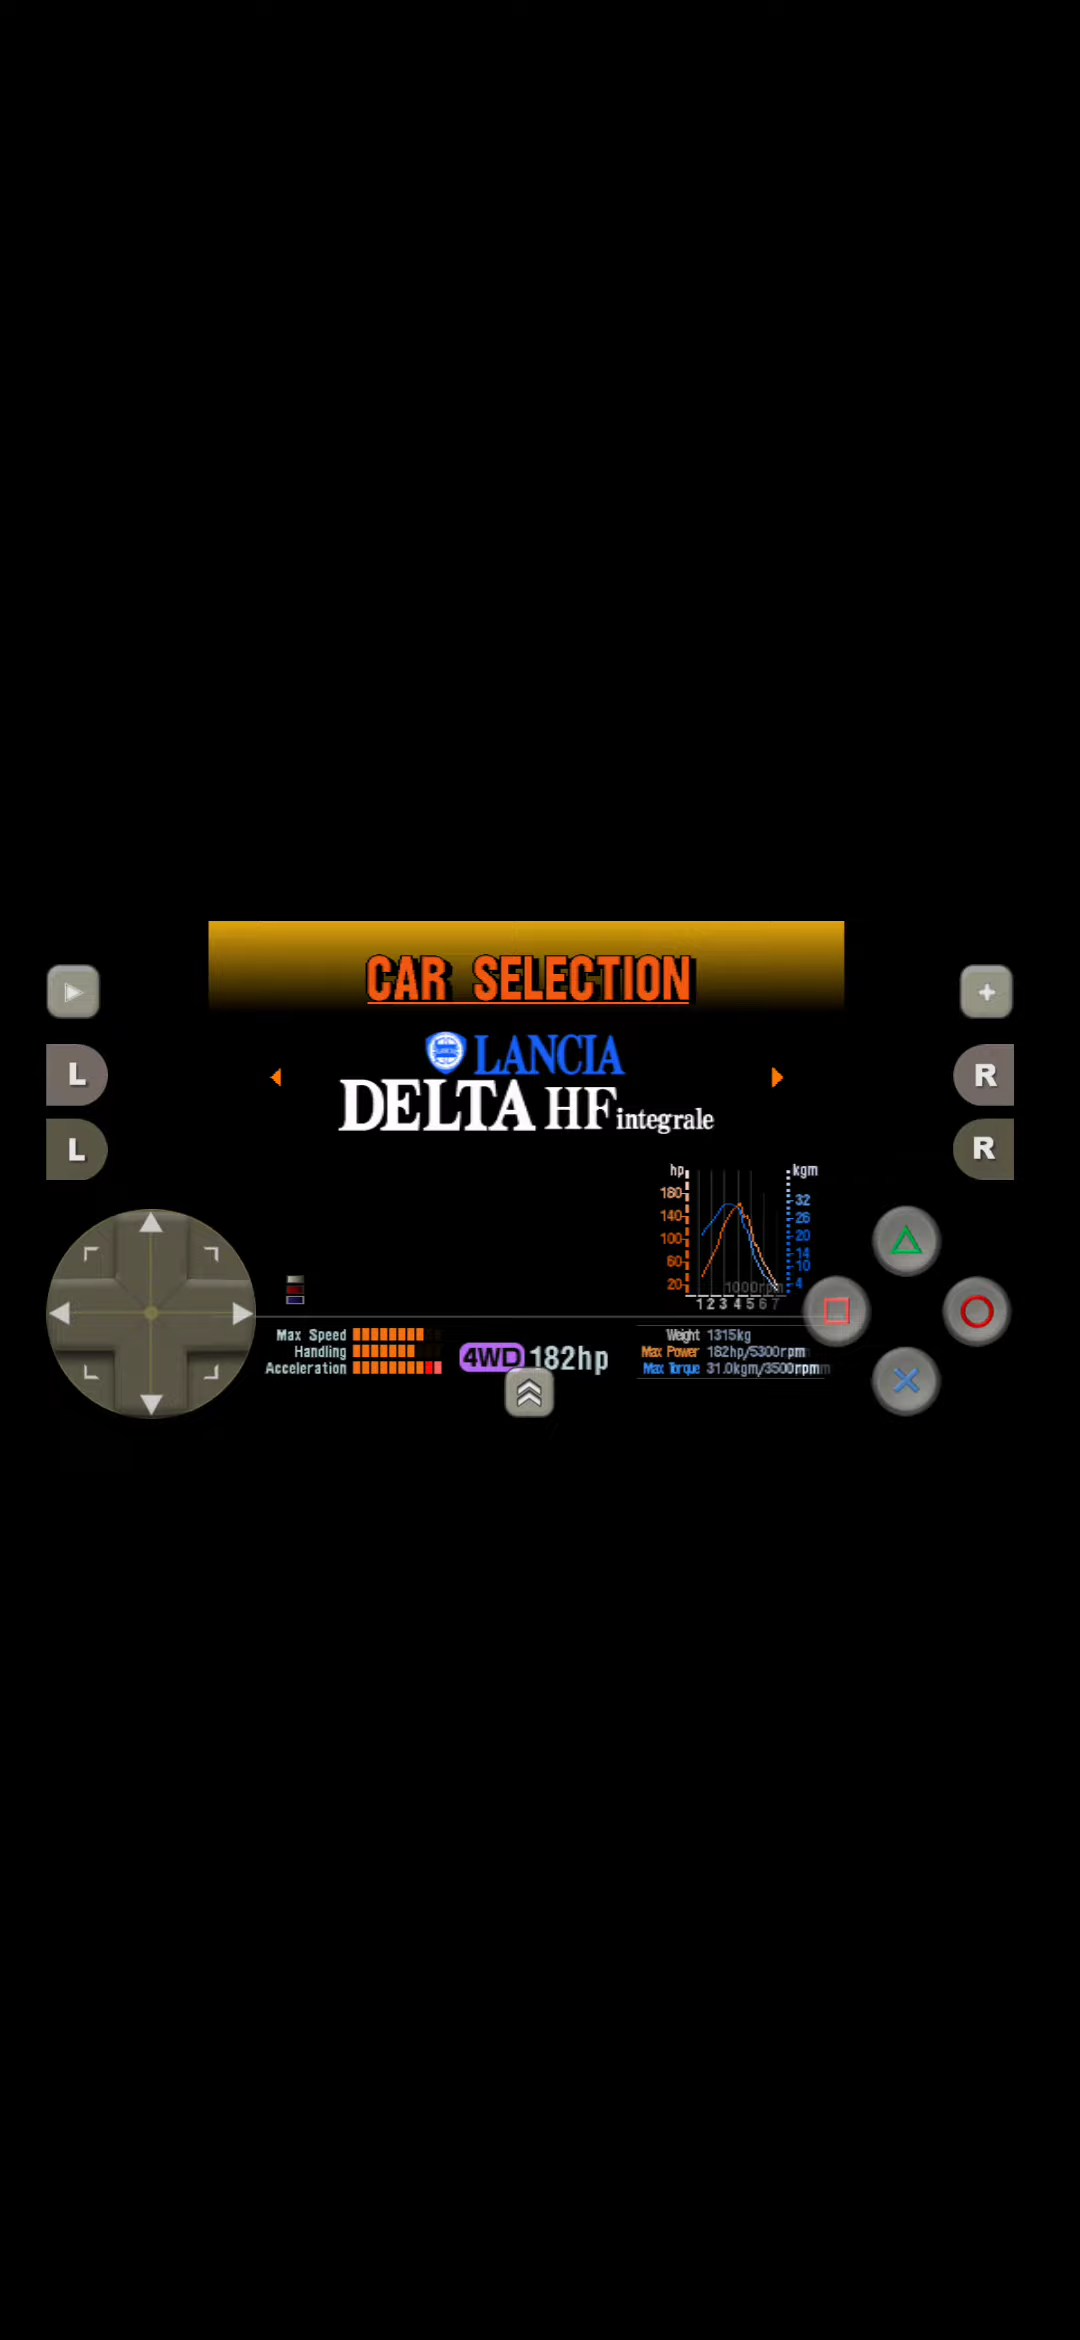 CAR SELECTION
LANCIA
DELTA HF integrale
L
R
L
R
hp
kgm
180
140
100
60
20
32
26
20
14
10
4
1000rpm
1 2 3 4 5 6 7
Max Speed
Handling
Acceleration
4WD 182hp
Weight 1315kg
Max Power 182hp/5300rpm
Max Torque 31.0kgm/3500rpm